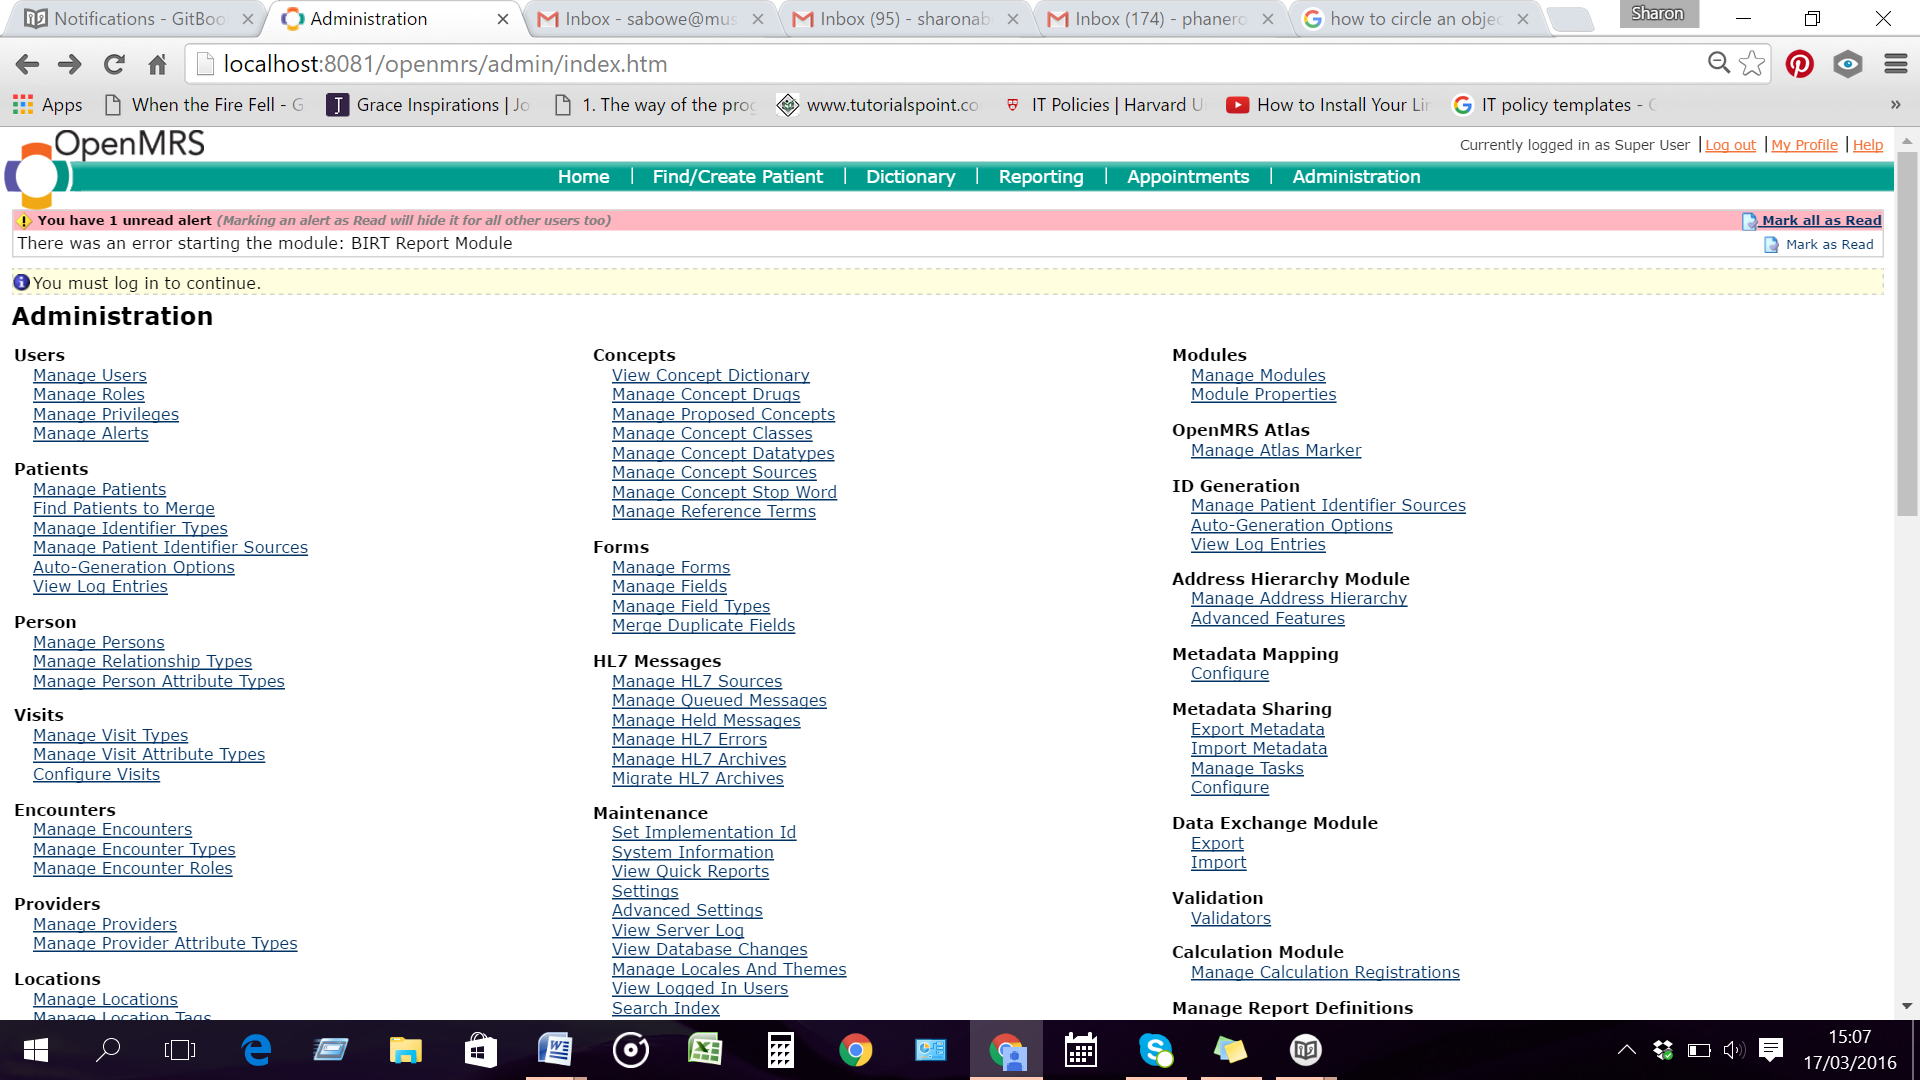 Notifications - GitBoo
Administration
Inbox - sabowe@mus
Inbox (95) - sharonab
Inbox (174) - phanero
how to circle an objec
Sharon
localhost:8081/openmrs/admin/index.htm
Apps
When the Fire Fell - G
Grace Inspirations | Jo
1. The way of the prog
www.tutorialspoint.co
IT Policies | Harvard U
How to Install Your Lin
IT policy templates - G
»
OpenMRS
Currently logged in as Super User | Log out | My Profile | Help
Home | Find/Create Patient | Dictionary | Reporting | Appointments | Administration
You have 1 unread alert (Marking an alert as Read will hide it for all other users too)
Mark all as Read
There was an error starting the module: BIRT Report Module
Mark as Read
You must log in to continue.
Administration
Users
Manage Users
Manage Roles
Manage Privileges
Manage Alerts
Patients
Manage Patients
Find Patients to Merge
Manage Identifier Types
Manage Patient Identifier Sources
Auto-Generation Options
View Log Entries
Person
Manage Persons
Manage Relationship Types
Manage Person Attribute Types
Visits
Manage Visit Types
Manage Visit Attribute Types
Configure Visits
Encounters
Manage Encounters
Manage Encounter Types
Manage Encounter Roles
Providers
Manage Providers
Manage Provider Attribute Types
Locations
Manage Locations
Manage Location Tags
Concepts
View Concept Dictionary
Manage Concept Drugs
Manage Proposed Concepts
Manage Concept Classes
Manage Concept Datatypes
Manage Concept Sources
Manage Concept Stop Word
Manage Reference Terms
Forms
Manage Forms
Manage Fields
Manage Field Types
Merge Duplicate Fields
HL7 Messages
Manage HL7 Sources
Manage Queued Messages
Manage Held Messages
Manage HL7 Errors
Manage HL7 Archives
Migrate HL7 Archives
Maintenance
Set Implementation Id
System Information
View Quick Reports
Settings
Advanced Settings
View Server Log
View Database Changes
Manage Locales And Themes
View Logged In Users
Search Index
Modules
Manage Modules
Module Properties
OpenMRS Atlas
Manage Atlas Marker
ID Generation
Manage Patient Identifier Sources
Auto-Generation Options
View Log Entries
Address Hierarchy Module
Manage Address Hierarchy
Advanced Features
Metadata Mapping
Configure
Metadata Sharing
Export Metadata
Import Metadata
Manage Tasks
Configure
Data Exchange Module
Export
Import
Validation
Validators
Calculation Module
Manage Calculation Registrations
Manage Report Definitions
15:07
17/03/2016